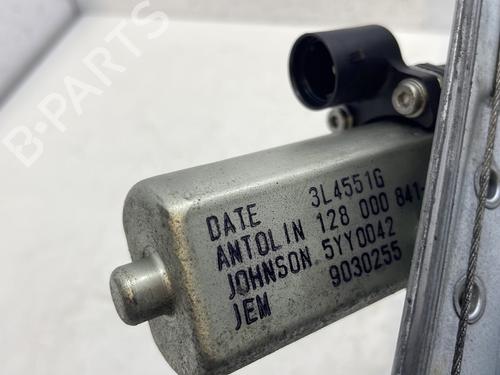 B-PARTS
DATE 3L4551G
ANTOLIN 128 000 841-
JOHNSON 5YY0042
JEM 9030255